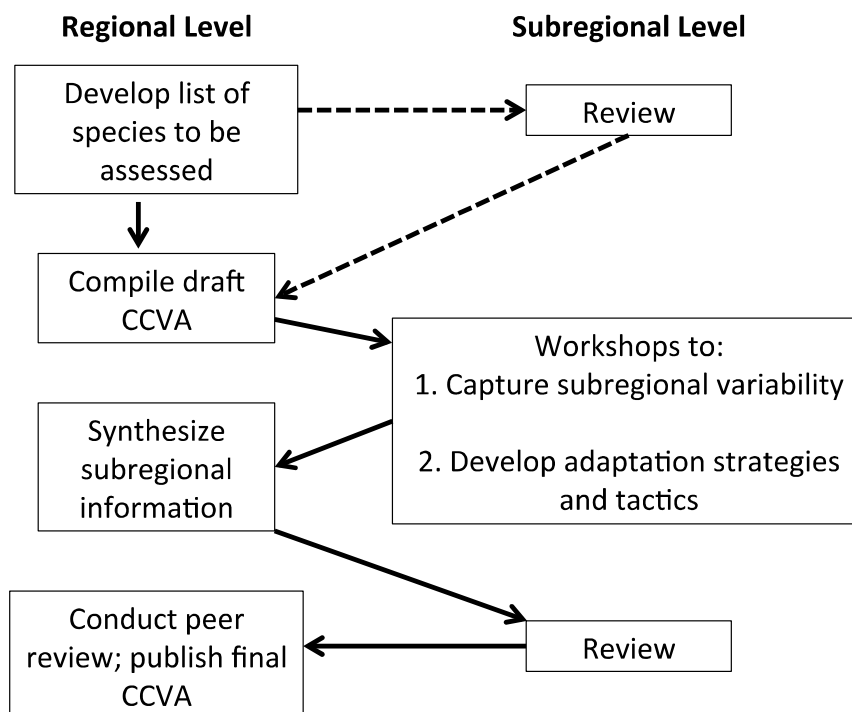 Regional Level
Subregional Level
Develop list of
species to be
assessed
Review
Compile draft
CCVA
Workshops to:
1. Capture subregional variability
2. Develop adaptation strategies
and tactics
Synthesize
subregional
information
Review
Conduct peer
review; publish final
CCVA